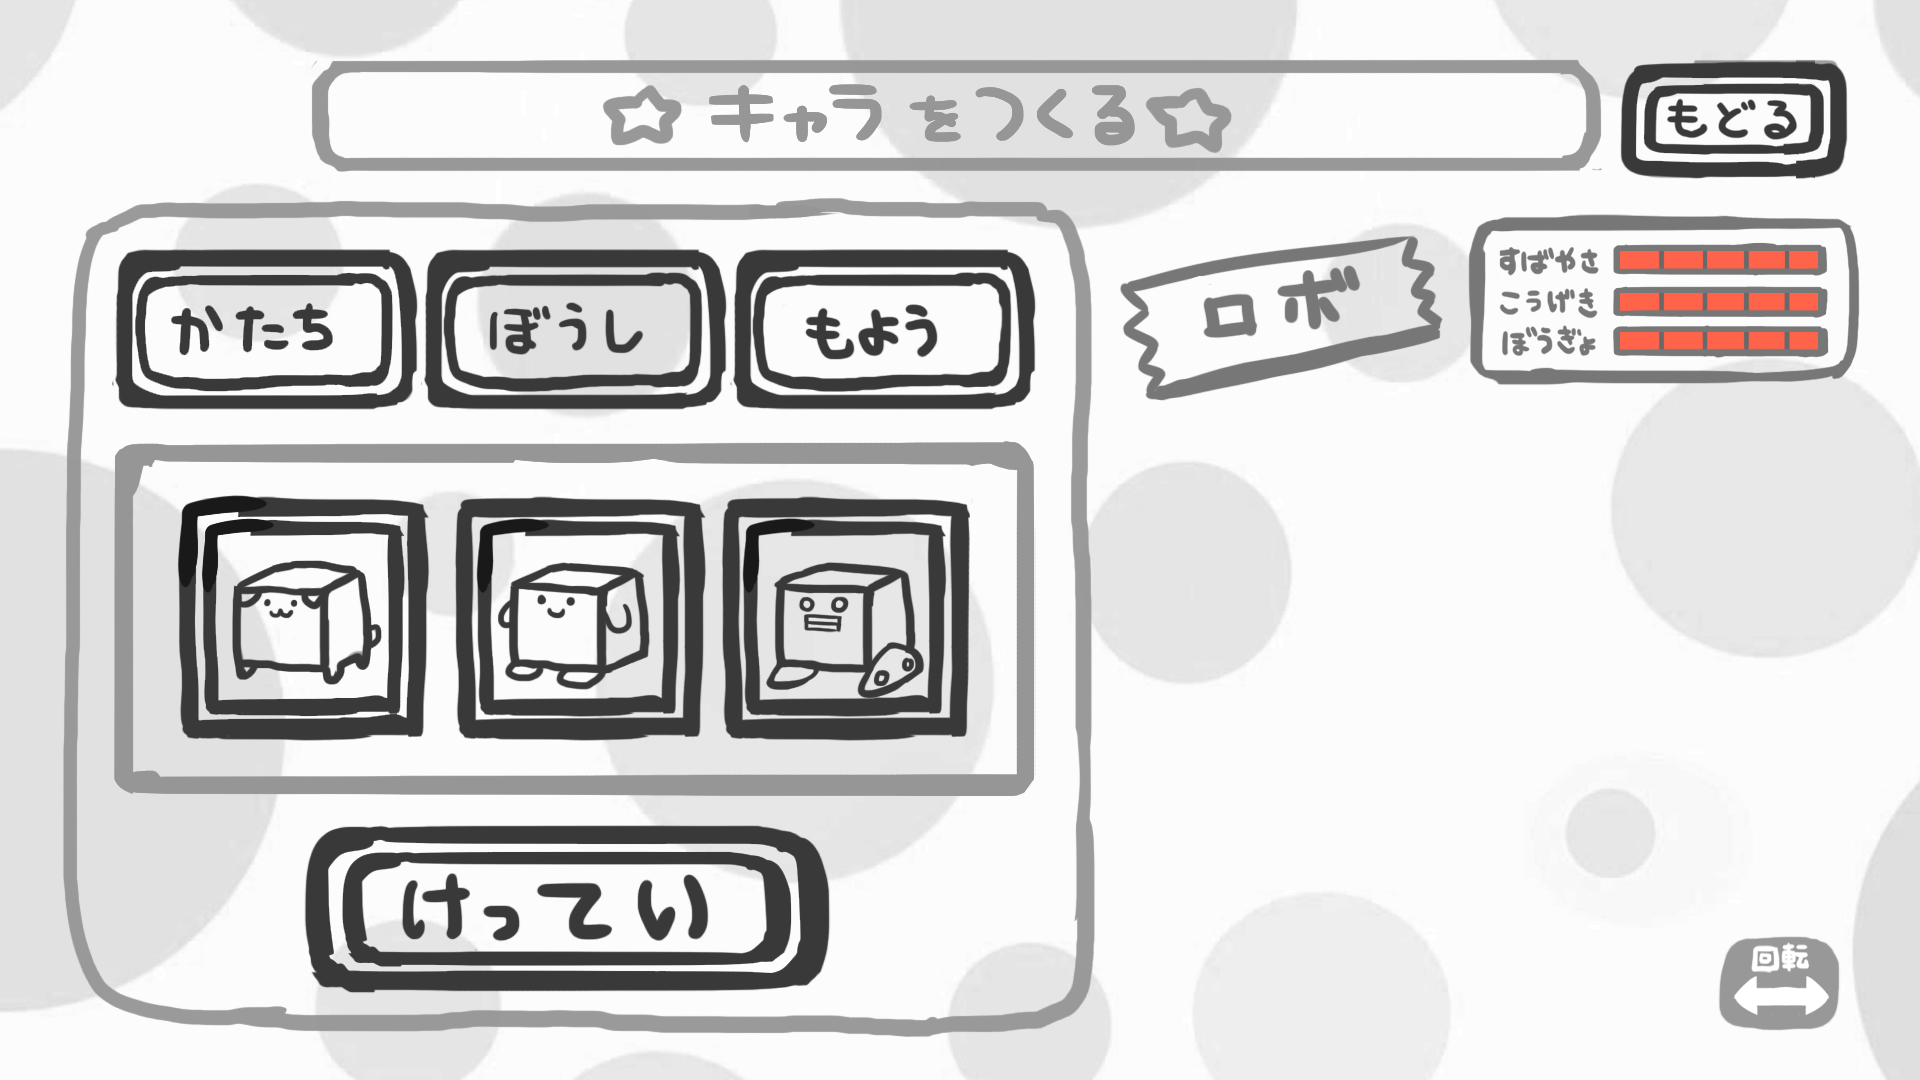 ☆キャラをつくる☆
もどる
かたち
ぼうし
もよう
ロボ
すばやさ
こうげき
ぼうぎょ
けってい
回転